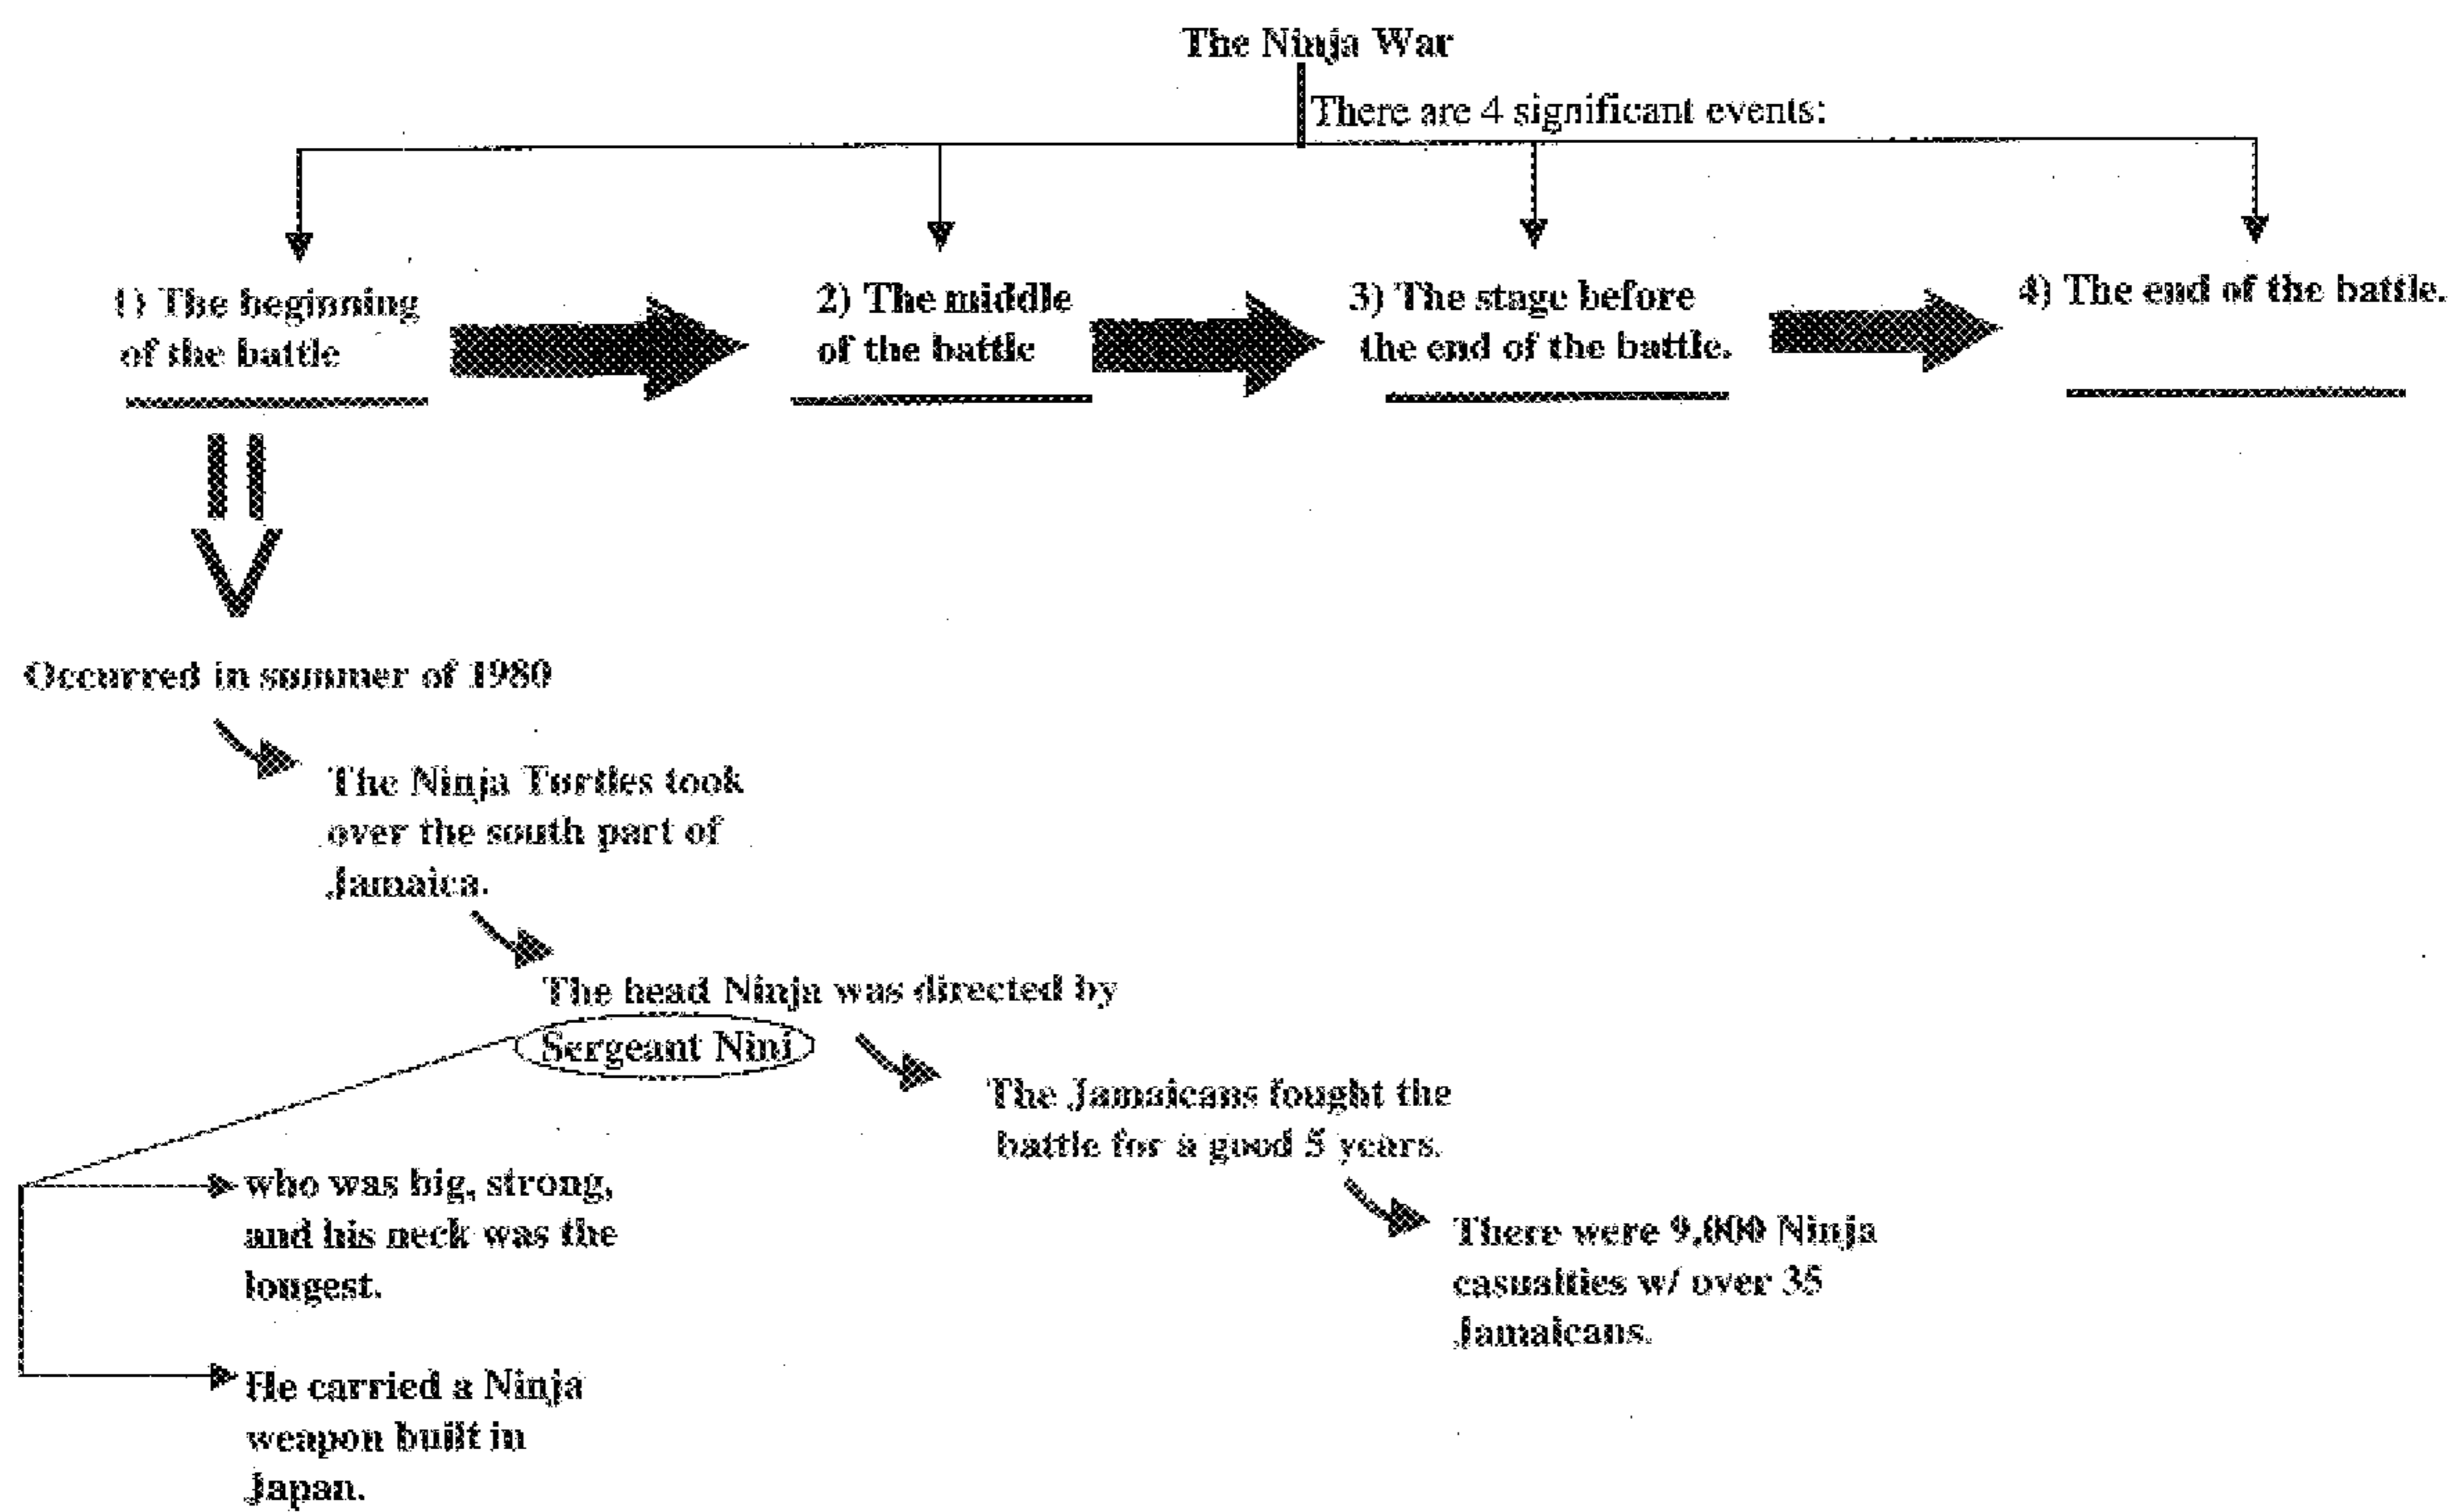 The Ninja War
There are 4 significant events:
1) The beginning
of the battle
2) The middle
of the battle
3) The stage before
the end of the battle.
4) The end of the battle.
Occurred in summer of 1980
The Ninja Turtles took
over the south part of
Jamaica.
The head Ninja was directed by
Sergeant Nini
The Jamaicans fought the
battle for a good 5 years.
There were 9,000 Ninja
casualties w/ over 35
Jamaicans.
who was big, strong,
and his neck was the
longest.
He carried a Ninja
weapon built in
Japan.